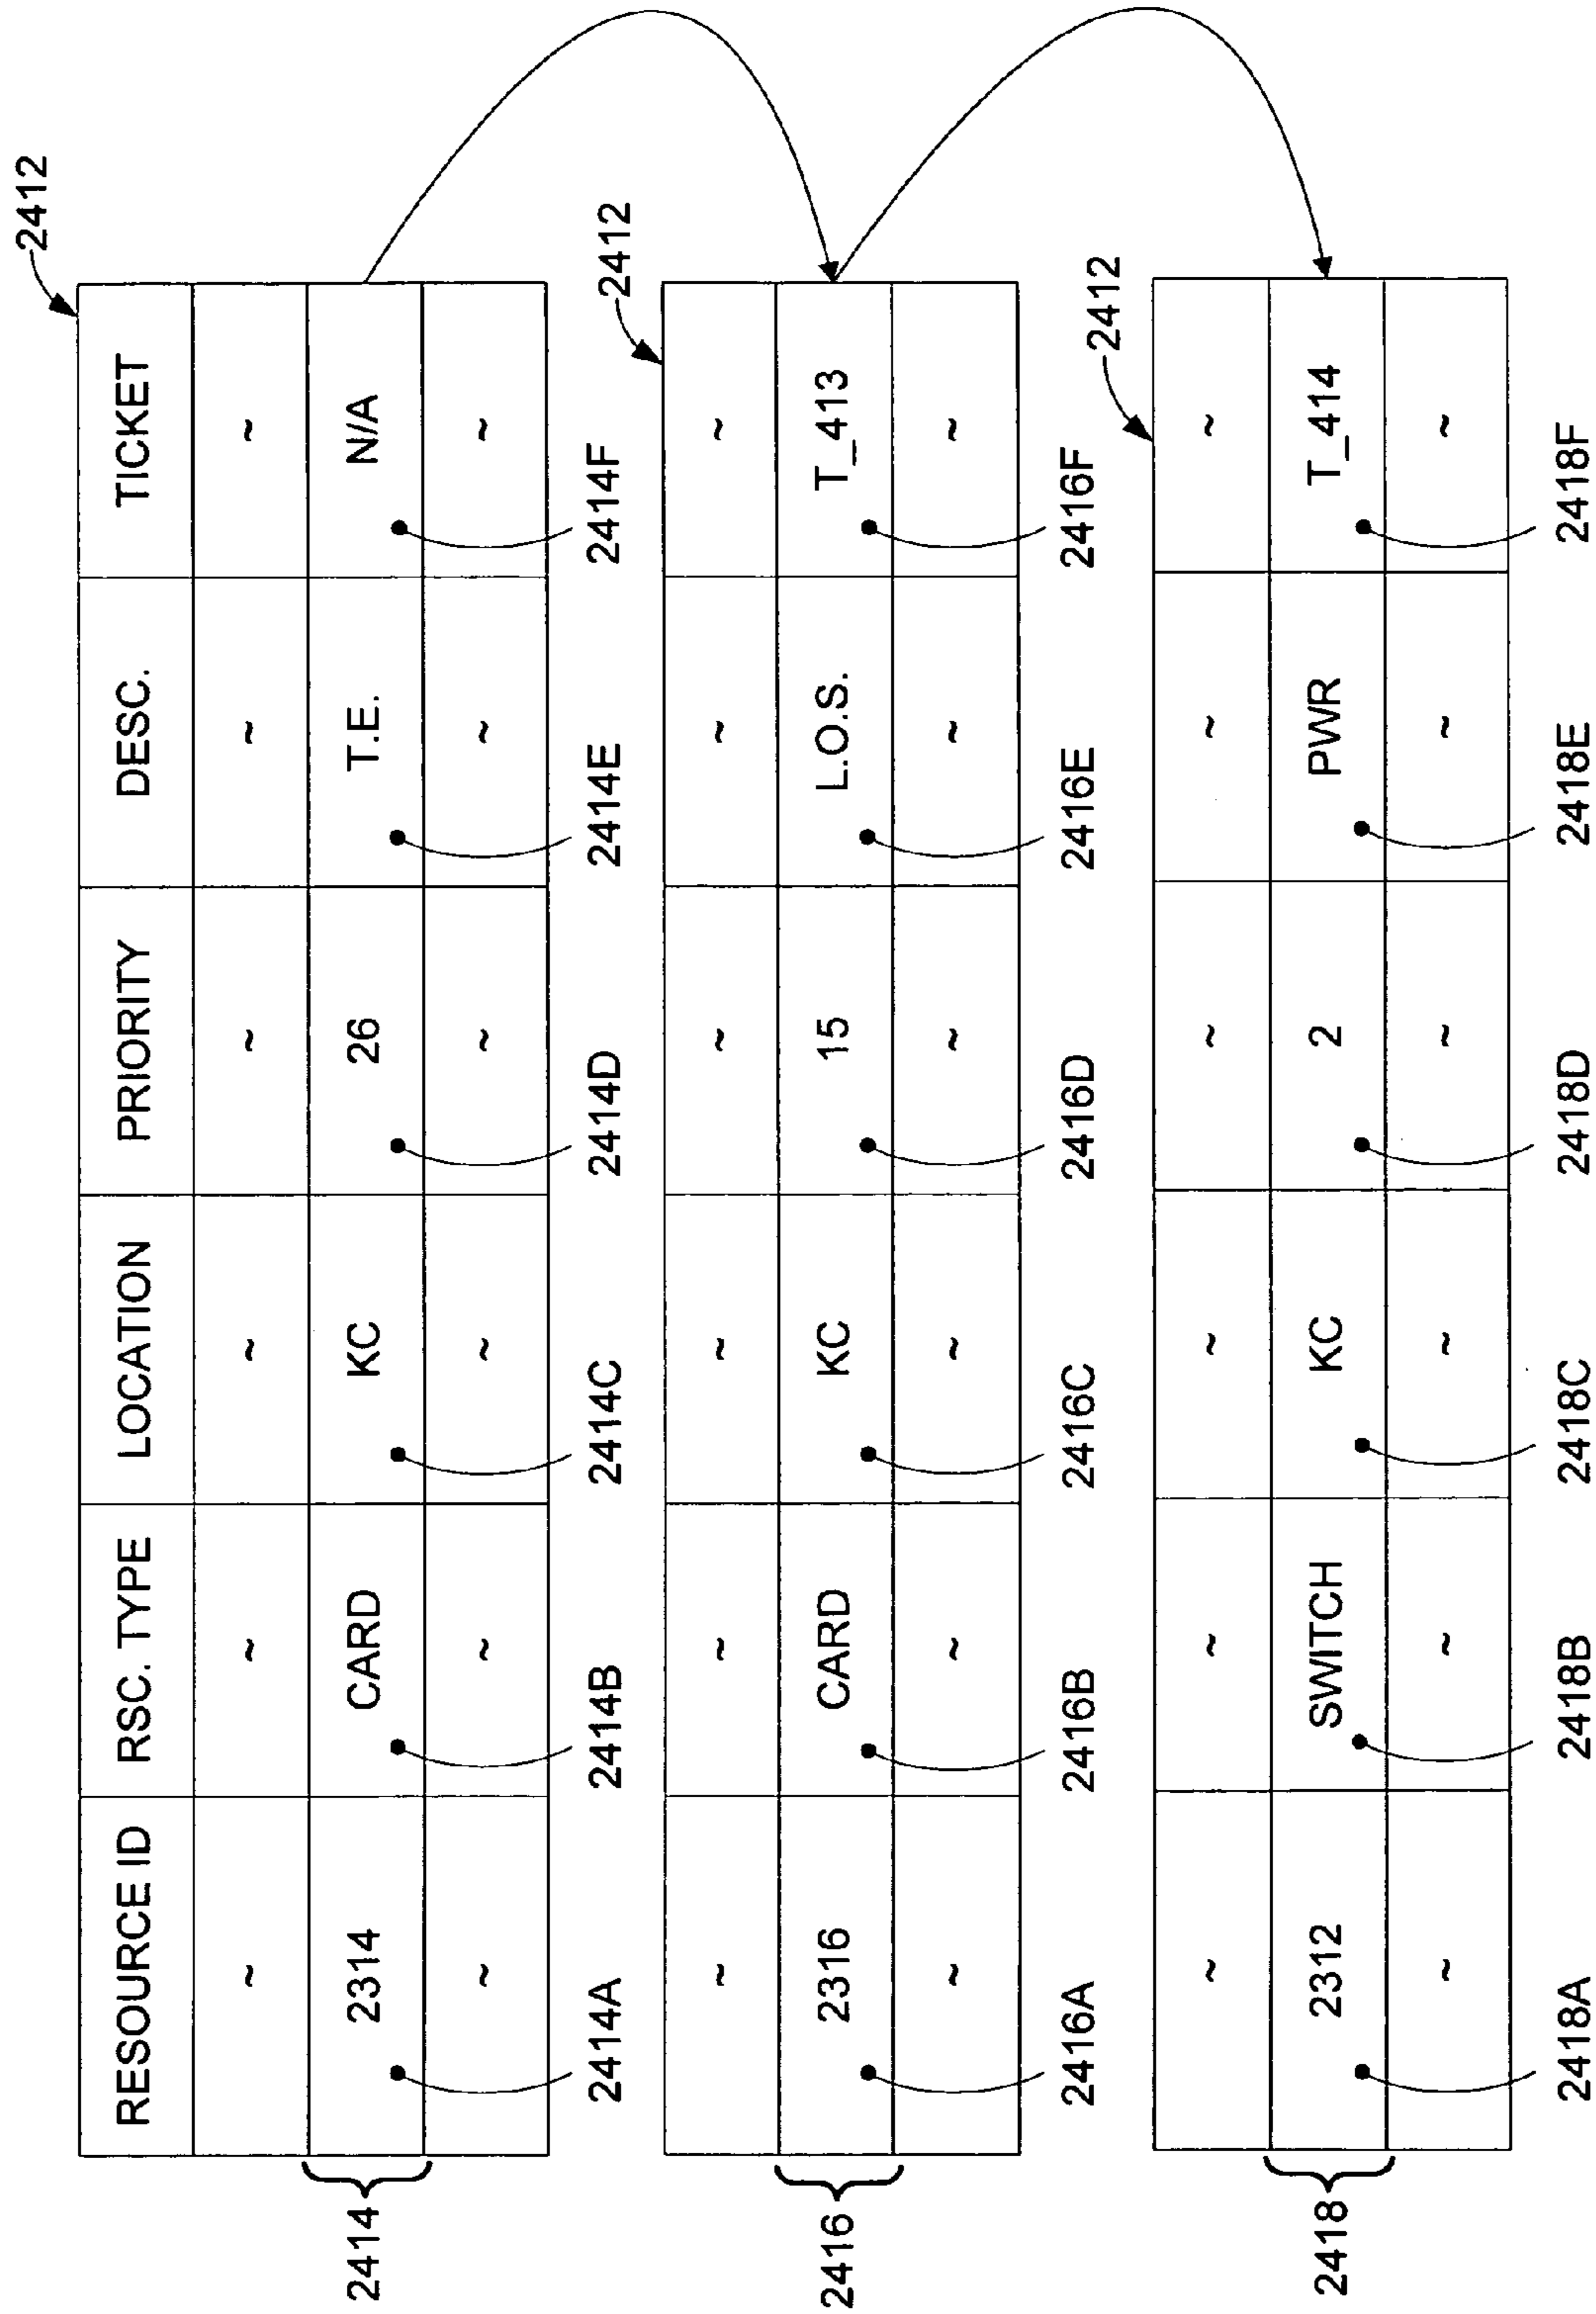 2412
RESOURCE ID RSC. TYPE LOCATION PRIORITY DESC. TICKET
~ ~ ~ ~ ~ ~
2414 2314 CARD KC 26 T.E. N/A
~ ~ ~ ~ ~ ~
2414A 2414B 2414C 2414D 2414E 2414F
2412
~ ~ ~ ~ ~ ~
2416 2316 CARD KC 15 L.O.S. T_413
~ ~ ~ ~ ~ ~
2416A 2416B 2416C 2416D 2416E 2416F
2412
~ ~ ~ ~ ~ ~
2418 2312 SWITCH KC 2 PWR T_414
~ ~ ~ ~ ~ ~
2418A 2418B 2418C 2418D 2418E 2418F